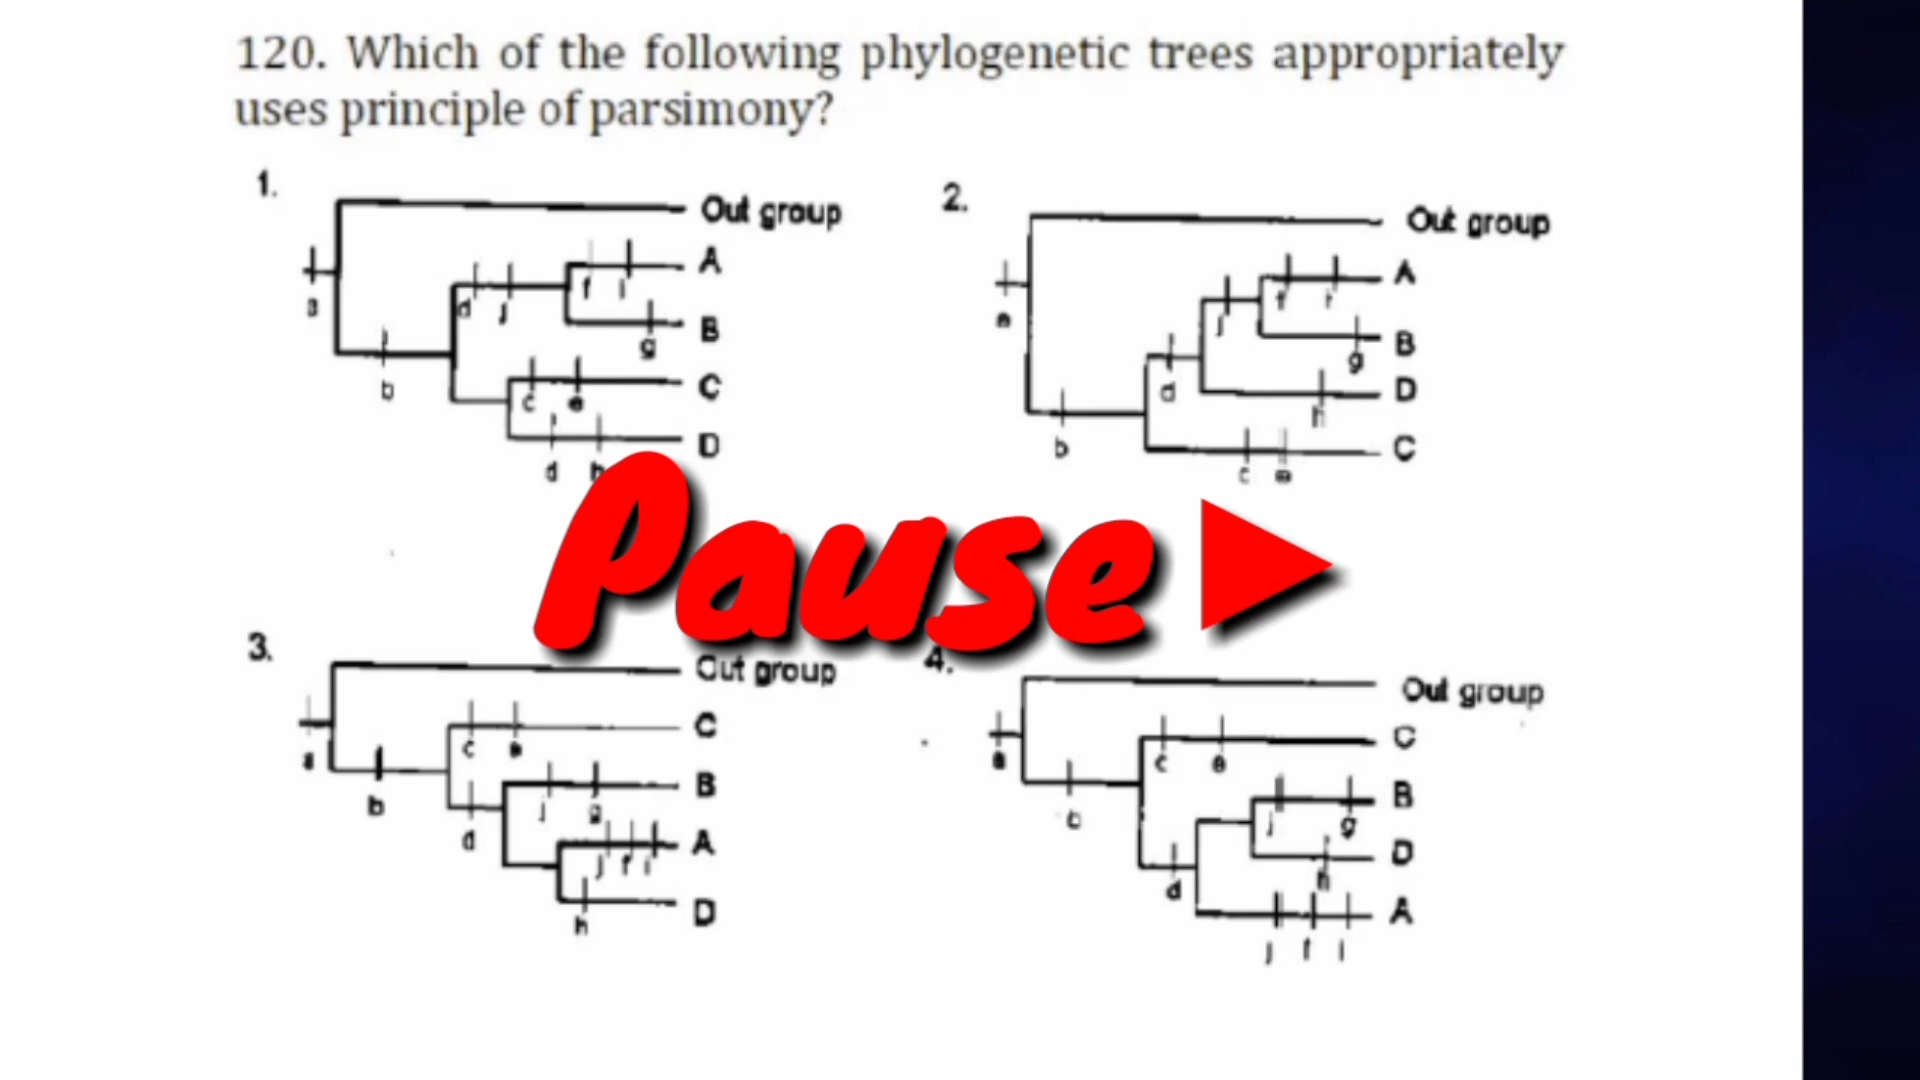 120. Which of the following phylogenetic trees appropriately
uses principle of parsimony?
1.
Out group
A
B
C
D
a
b
d
j
f
i
g
c
e
d
h
2.
Out group
A
B
D
C
a
b
d
j
f
g
h
c
e
Pause
3.
Out group
C
B
A
D
a
b
c
e
d
j
g
j
f
i
h
4.
Out group
C
B
D
A
a
b
c
e
d
j
g
h
j
f
i